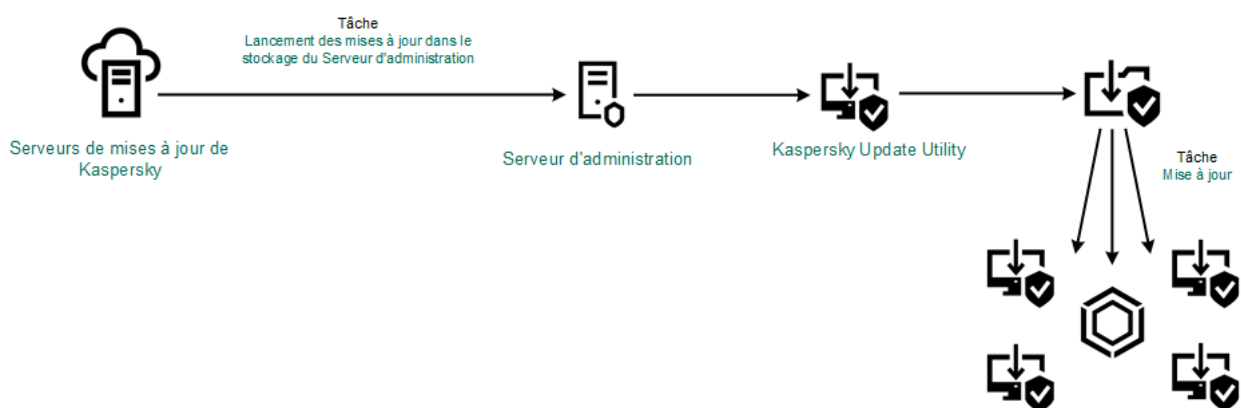 Tâche
Lancement des mises à jour dans le
stockage du Serveur d'administration
Serveurs de mises à jour de
Kaspersky
Serveur d'administration
Kaspersky Update Utility
Tâche
Mise à jour